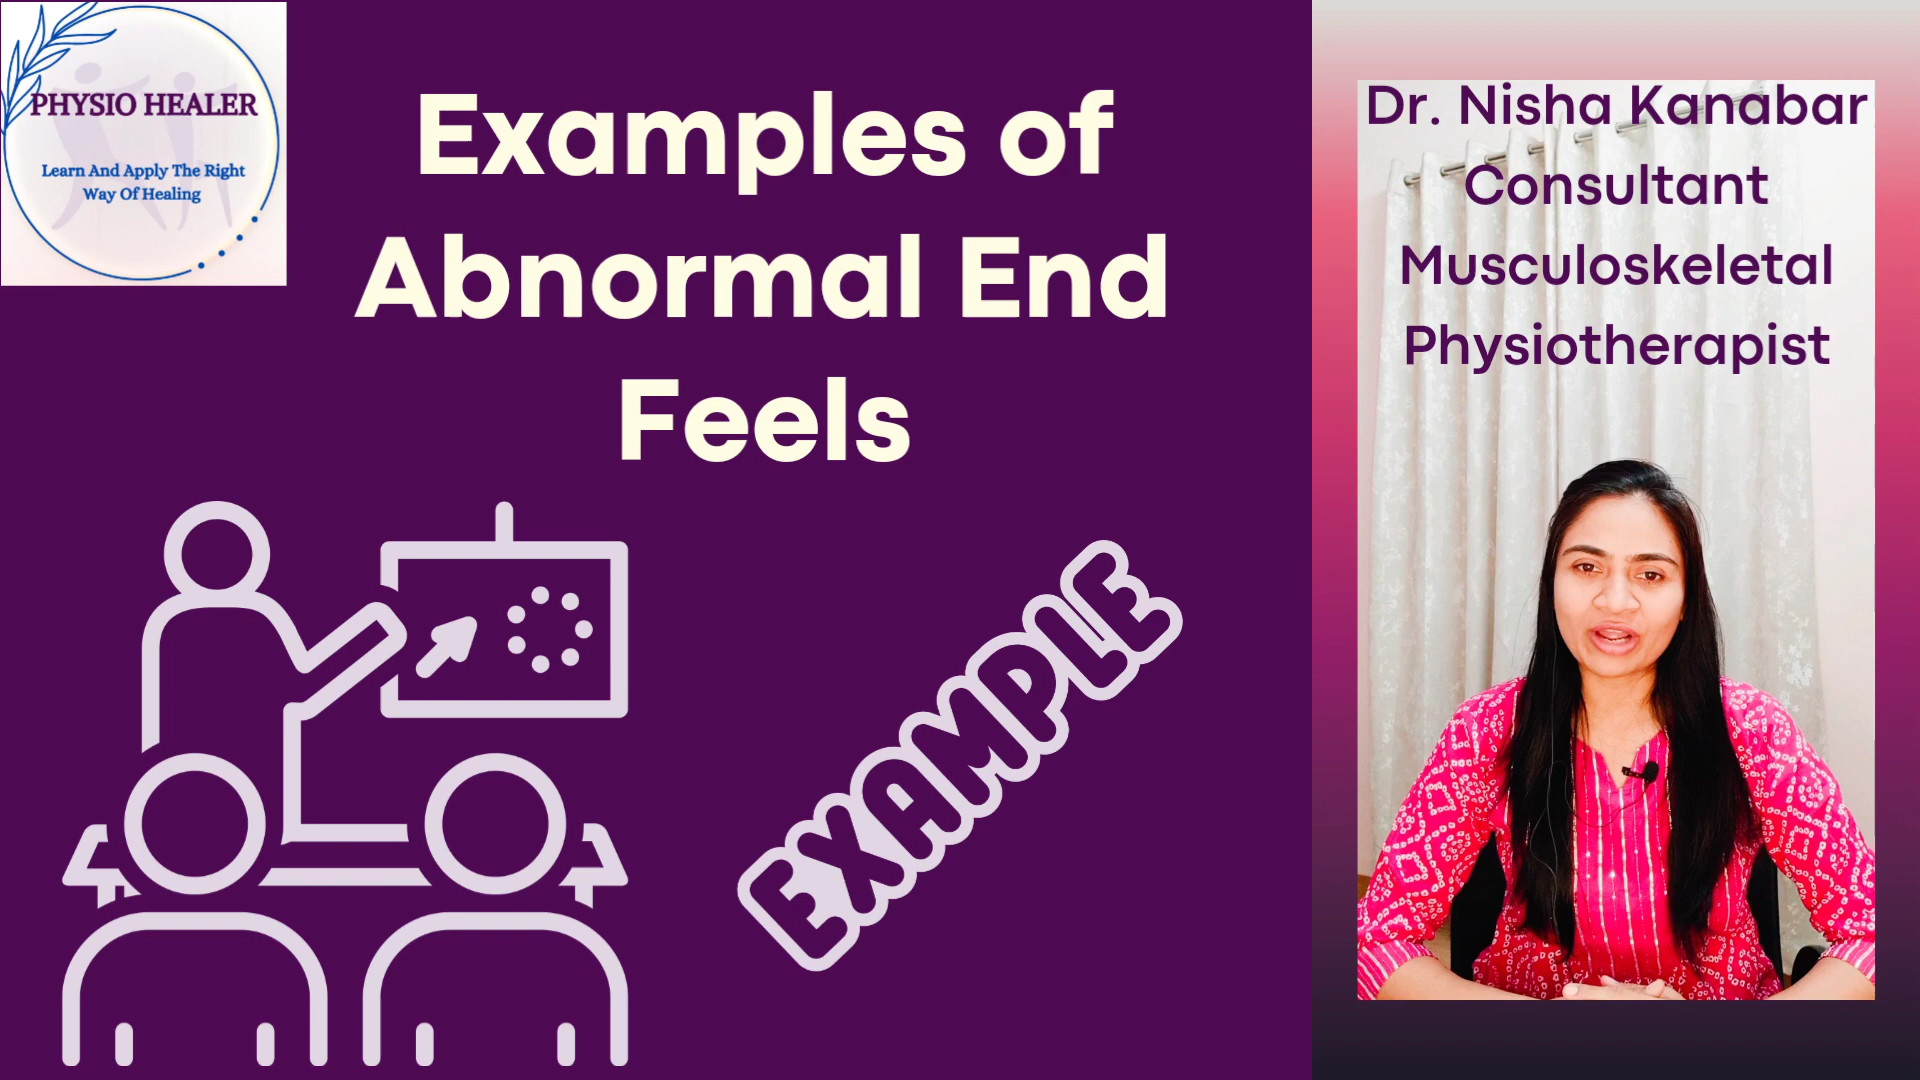 PHYSIO HEALER
Learn And Apply The Right
Way Of Healing
Examples of
Abnormal End
Feels
EXAMPLE
Dr. Nisha Kanabar
Consultant
Musculoskeletal
Physiotherapist